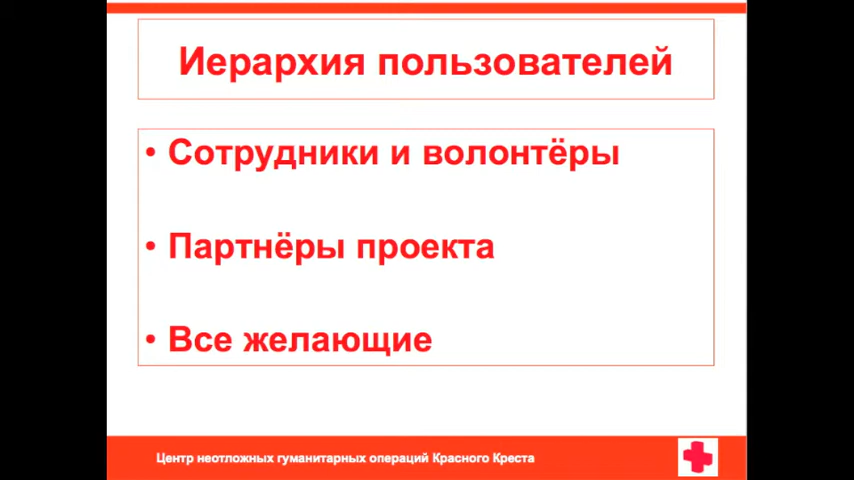 Иерархия пользователей
• Сотрудники и волонтёры
• Партнёры проекта
• Все желающие
Центр неотложных гуманитарных операций Красного Креста